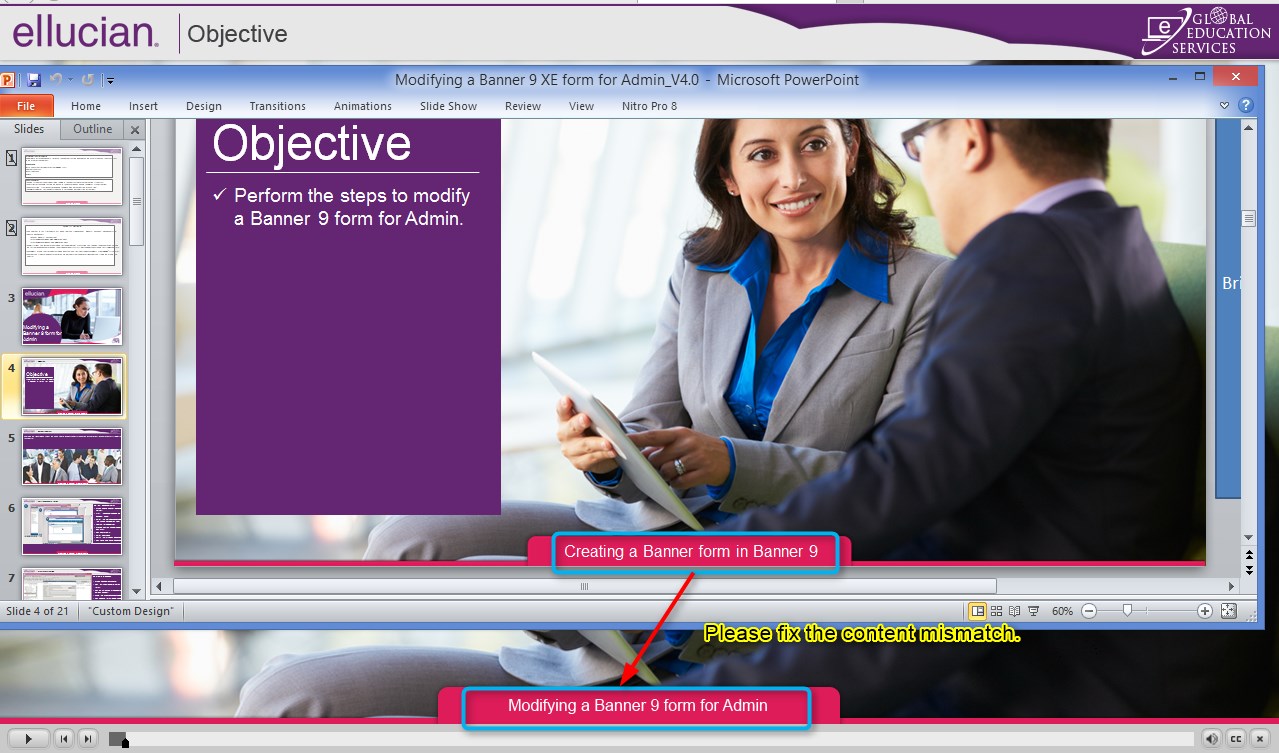 ellucian.
Objective
GLOBAL
EDUCATION
SERVICES
Modifying a Banner 9 XE form for Admin_V4.0 - Microsoft PowerPoint
File Home Insert Design Transitions Animations Slide Show Review View Nitro Pro 8
Slides Outline
1
2
3
Modifying a
Banner 9 form for
Admin
4
Objective
5
6
7
Objective
✓ Perform the steps to modify
a Banner 9 form for Admin.
Bri
Creating a Banner form in Banner 9
Slide 4 of 21 "Custom Design" 60%
Please fix the content mismatch.
Modifying a Banner 9 form for Admin
CC